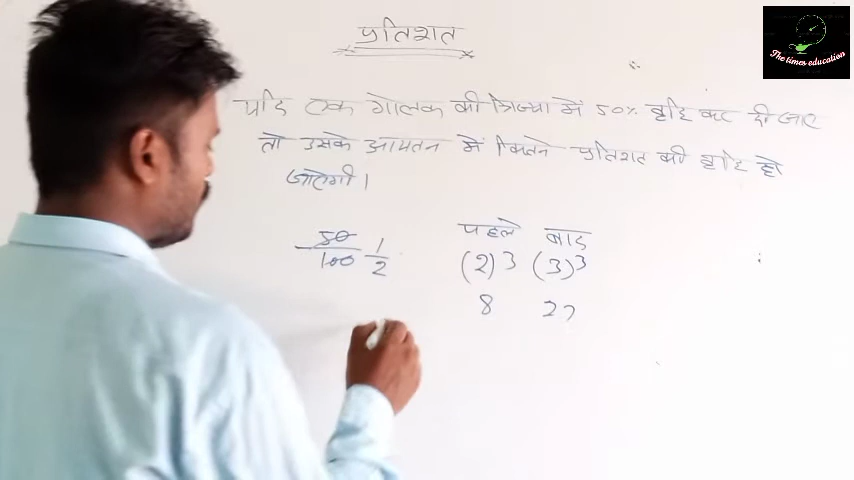 The times education
प्रतिशत
यदि एक गोलक की त्रिज्या में 50% वृद्धि कर दी जाए
तो उसके आयतन में कितने प्रतिशत की वृद्धि हो
जाऐगी।
50/100 1/2
पहले बाद
(2)³ (3)³
8 27